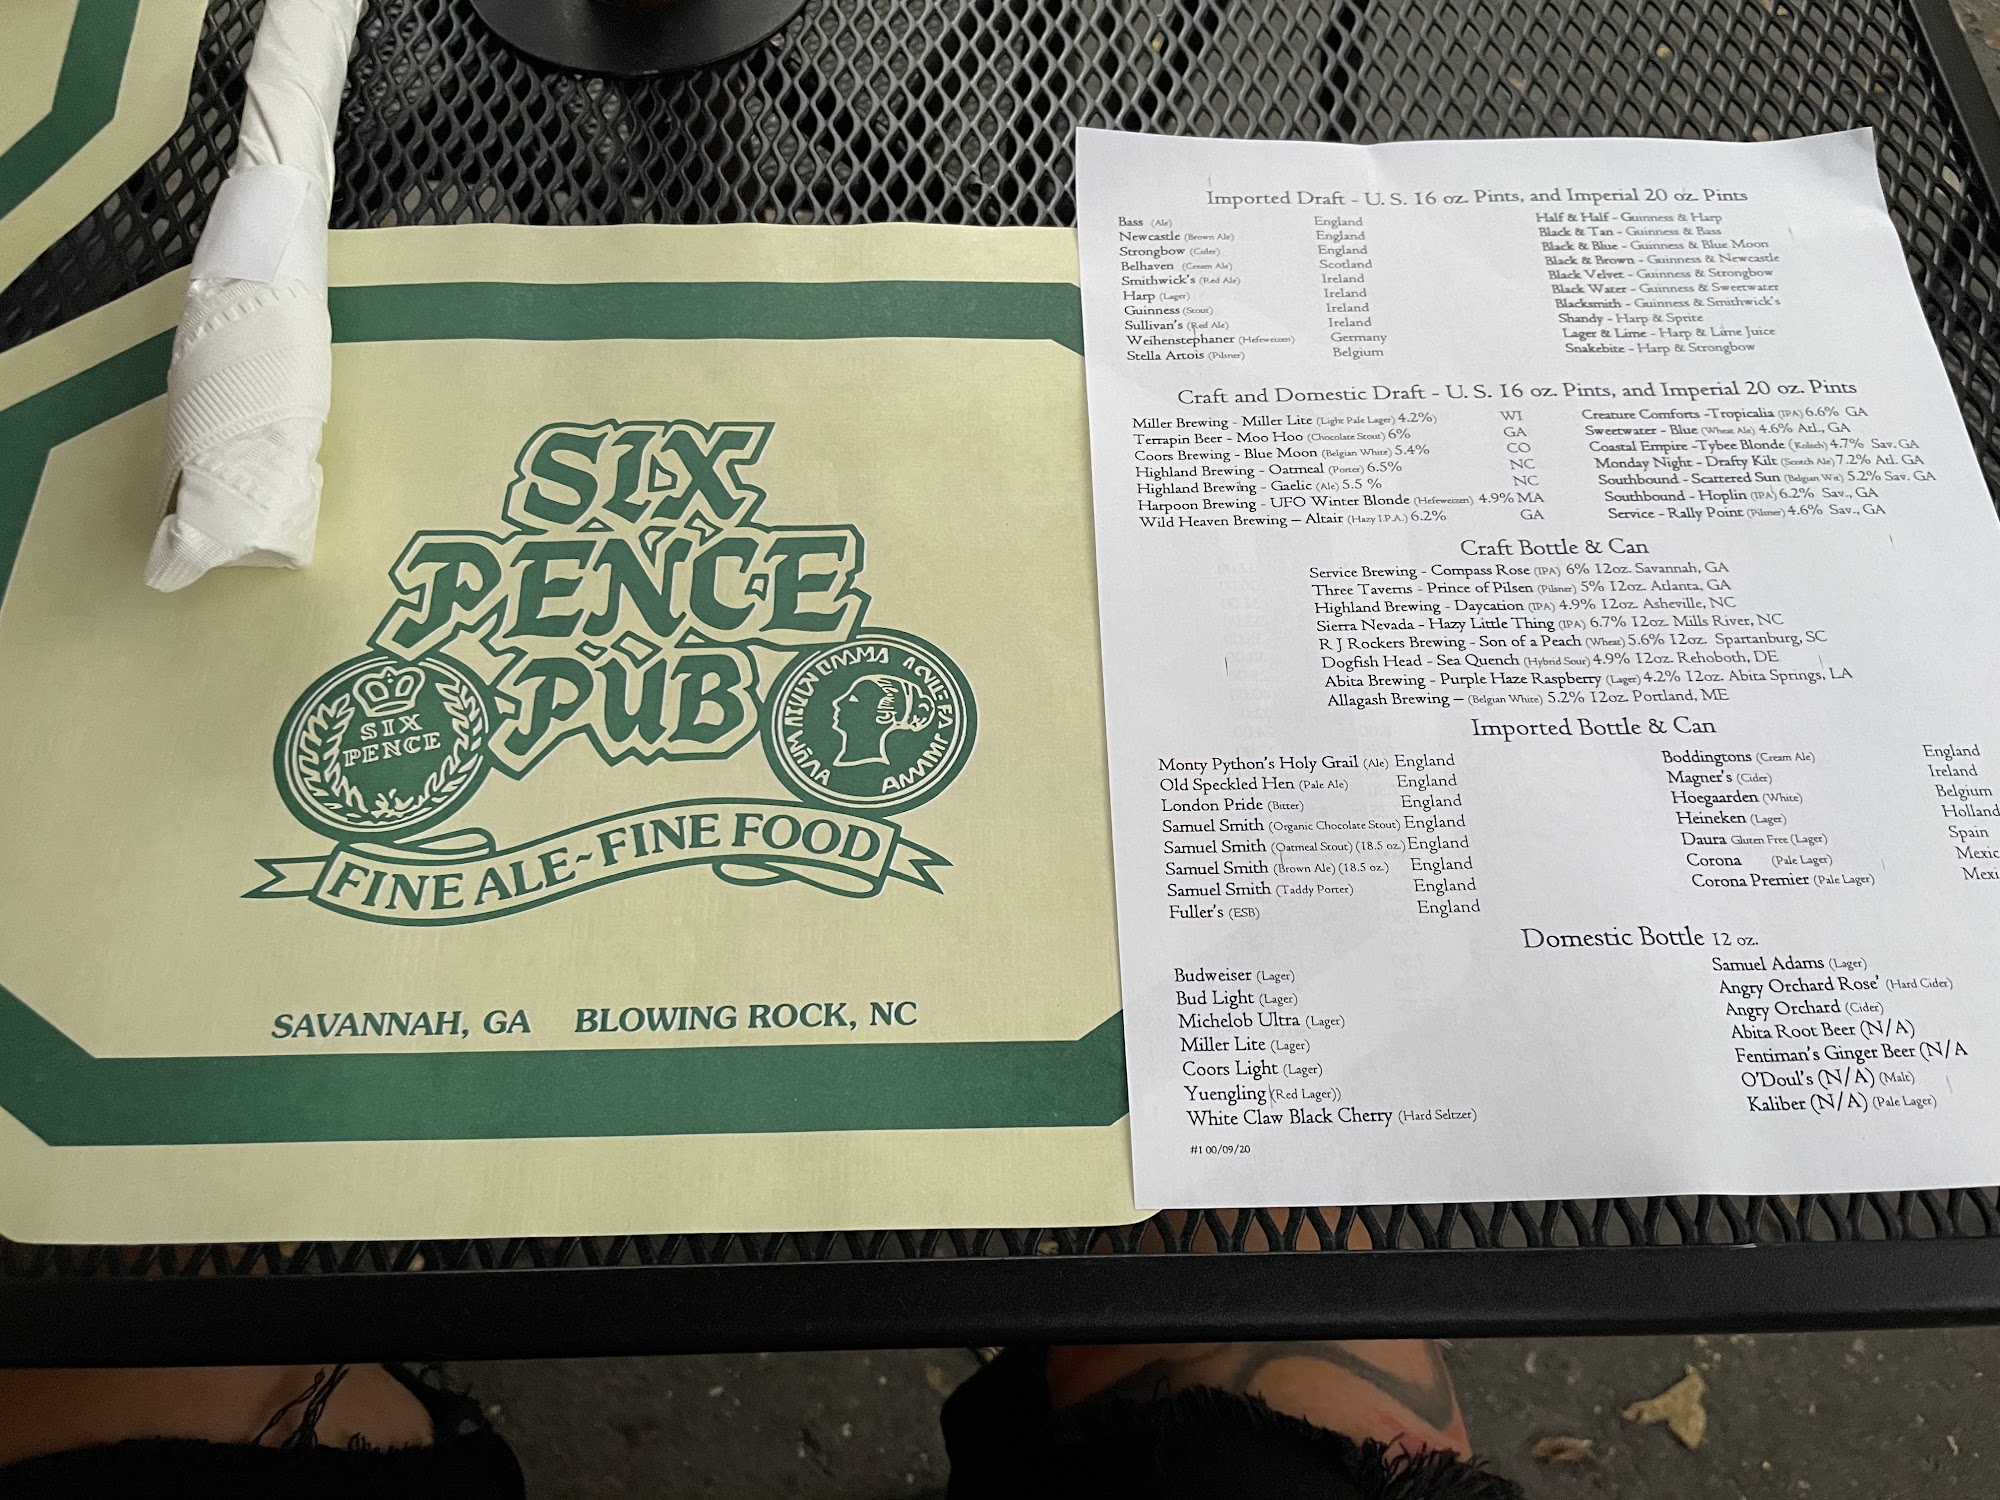 SIX
PENCE
PUB
SIX
PENCE
FINE ALE~FINE FOOD
SAVANNAH, GA BLOWING ROCK, NC
Imported Draft - U. S. 16 oz. Pints, and Imperial 20 oz. Pints
Bass (Ale) England
Newcastle (Brown Ale) England
Strongbow (Cider) England
Belhaven (Cream Ale) Scotland
Smithwick's (Red Ale) Ireland
Harp (Lager) Ireland
Guinness (Stout) Ireland
Sullivan's (Red Ale) Ireland
Weihenstephaner (Hefeweizen) Germany
Stella Artois (Pilsner) Belgium
Half & Half - Guinness & Harp
Black & Tan - Guinness & Bass
Black & Blue - Guinness & Blue Moon
Black & Brown - Guinness & Newcastle
Black Velvet - Guinness & Strongbow
Black Water - Guinness & Sweetwater
Blacksmith - Guinness & Smithwick's
Shandy - Harp & Sprite
Lager & Lime - Harp & Lime Juice
Snakebite - Harp & Strongbow
Craft and Domestic Draft - U. S. 16 oz. Pints, and Imperial 20 oz. Pints
Miller Brewing - Miller Lite (Light Pale Lager) 4.2%) WI
Terrapin Beer - Moo Hoo (Chocolate Stout) 6% GA
Coors Brewing - Blue Moon (Belgian White) 5.4% CO
Highland Brewing - Oatmeal (Porter) 6.5% NC
Highland Brewing - Gaelic (Ale) 5.5 % NC
Harpoon Brewing - UFO Winter Blonde (Hefeweizen) 4.9% MA
Wild Heaven Brewing – Altair (Hazy I.P.A.) 6.2% GA
Creature Comforts -Tropicalia (IPA) 6.6% GA
Sweetwater - Blue (Wheat Ale) 4.6% Atl., GA
Coastal Empire -Tybee Blonde (Kolsch) 4.7% Sav. GA
Monday Night - Drafty Kilt (Scotch Ale) 7.2% Atl. GA
Southbound - Scattered Sun (Belgian Wit) 5.2% Sav. GA
Southbound - Hoplin (IPA) 6.2% Sav., GA
Service - Rally Point (Pilsner) 4.6% Sav., GA
Craft Bottle & Can
Service Brewing - Compass Rose (IPA) 6% 12oz. Savannah, GA
Three Taverns - Prince of Pilsen (Pilsner) 5% 12oz. Atlanta, GA
Highland Brewing - Daycation (IPA) 4.9% 12oz. Asheville, NC
Sierra Nevada - Hazy Little Thing (IPA) 6.7% 12oz. Mills River, NC
R J Rockers Brewing - Son of a Peach (Wheat) 5.6% 12oz. Spartanburg, SC
Dogfish Head - Sea Quench (Hybrid Sour) 4.9% 12oz. Rehoboth, DE
Abita Brewing - Purple Haze Raspberry (Lager) 4.2% 12oz. Abita Springs, LA
Allagash Brewing – (Belgian White) 5.2% 12oz. Portland, ME
Imported Bottle & Can
Monty Python's Holy Grail (Ale) England
Old Speckled Hen (Pale Ale) England
London Pride (Bitter) England
Samuel Smith (Organic Chocolate Stout) England
Samuel Smith (Oatmeal Stout) (18.5 oz.) England
Samuel Smith (Brown Ale) (18.5 oz.) England
Samuel Smith (Taddy Porter) England
Fuller's (ESB) England
Boddingtons (Cream Ale) England
Magner's (Cider) Ireland
Hoegaarden (White) Belgium
Heineken (Lager) Holland
Daura Gluten Free (Lager) Spain
Corona (Pale Lager) Mexic
Corona Premier (Pale Lager) Mexi
Domestic Bottle 12 oz.
Budweiser (Lager)
Bud Light (Lager)
Michelob Ultra (Lager)
Miller Lite (Lager)
Coors Light (Lager)
Yuengling (Red Lager))
White Claw Black Cherry (Hard Seltzer)
Samuel Adams (Lager)
Angry Orchard Rose' (Hard Cider)
Angry Orchard (Cider)
Abita Root Beer (N/A)
Fentiman's Ginger Beer (N/A
O'Doul's (N/A) (Malt)
Kaliber (N/A) (Pale Lager)
#1 00/09/20